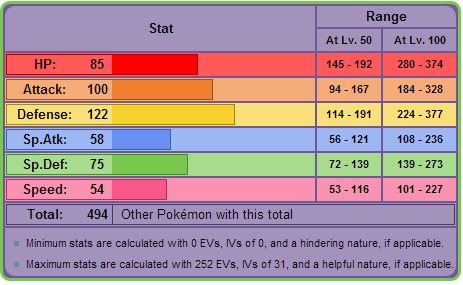 Stat Range
At Lv. 50 At Lv. 100
HP: 85 145 - 192 280 - 374
Attack: 100 94 - 167 184 - 328
Defense: 122 114 - 191 224 - 377
Sp.Atk: 58 56 - 121 108 - 236
Sp.Def: 75 72 - 139 139 - 273
Speed: 54 53 - 116 101 - 227
Total: 494 Other Pokémon with this total
Minimum stats are calculated with 0 EVs, IVs of 0, and a hindering nature, if applicable.
Maximum stats are calculated with 252 EVs, IVs of 31, and a helpful nature, if applicable.